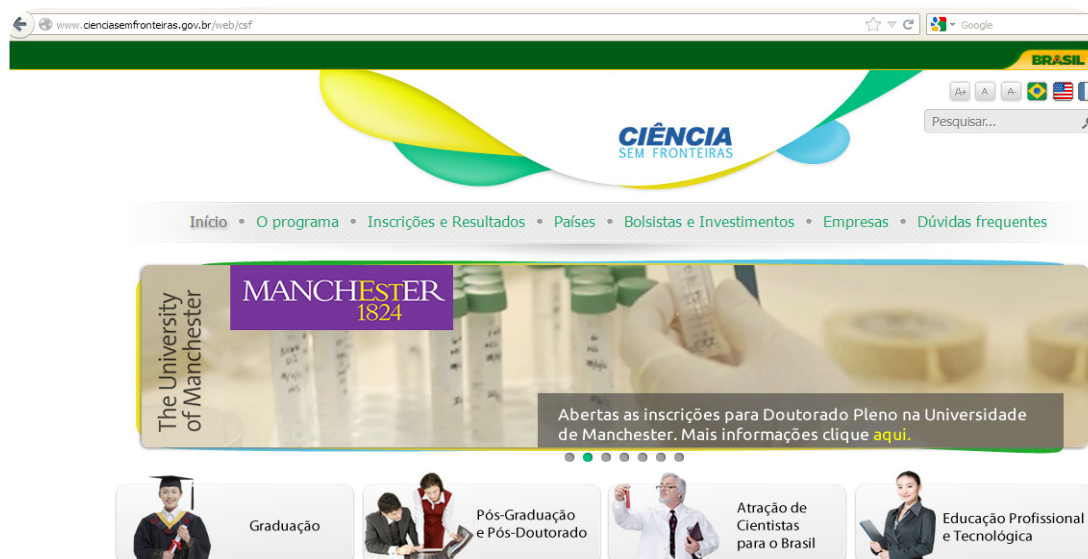 www.cienciasemfronteiras.gov.br/web/csf
Google
BRASIL
A+ A A-
Pesquisar...
CIÊNCIA
SEM FRONTEIRAS
Início • O programa • Inscrições e Resultados • Países • Bolsistas e Investimentos • Empresas • Dúvidas frequentes
The University
of Manchester
MANCHESTER
1824
Abertas as inscrições para Doutorado Pleno na Universidade
de Manchester. Mais informações clique aqui.
Graduação
Pós-Graduação
e Pós-Doutorado
Atração de
Cientistas
para o Brasil
Educação Profissional
e Tecnológica